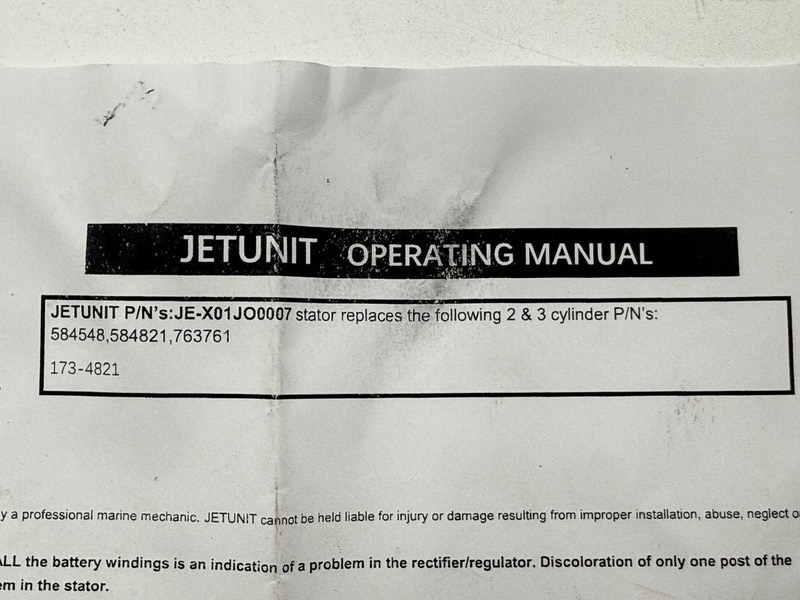 JETUNIT OPERATING MANUAL
JETUNIT P/N's:JE-X01JO0007 stator replaces the following 2 & 3 cylinder P/N's:
584548,584821,763761
173-4821
y a professional marine mechanic. JETUNIT cannot be held liable for injury or damage resulting from improper installation, abuse, neglect o
ALL the battery windings is an indication of a problem in the rectifier/regulator. Discoloration of only one post of the
em in the stator.